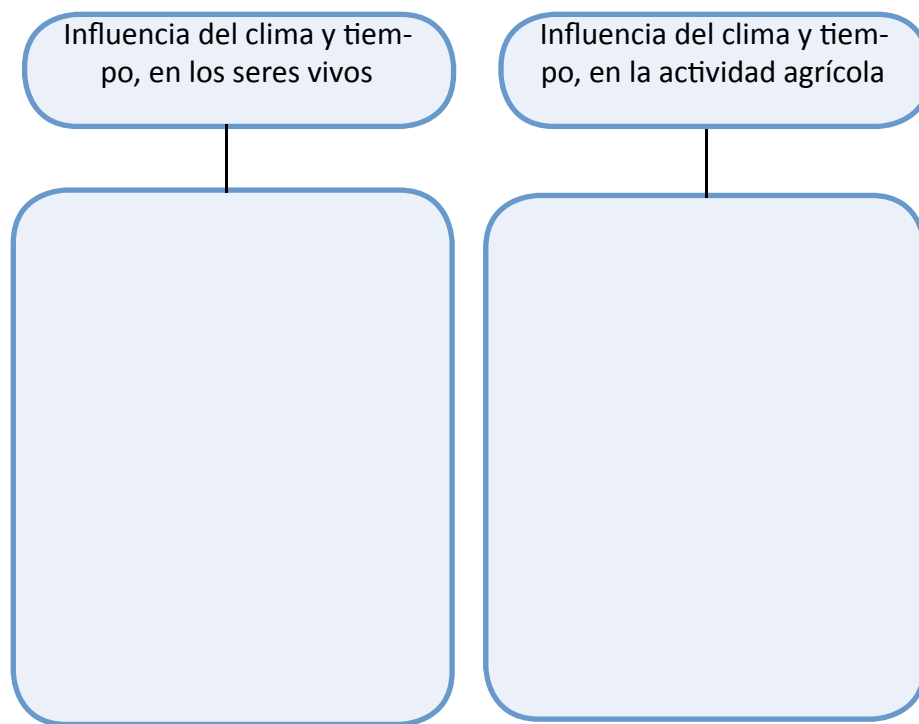 Influencia del clima y tiem-
po, en los seres vivos
Influencia del clima y tiem-
po, en la actividad agrícola